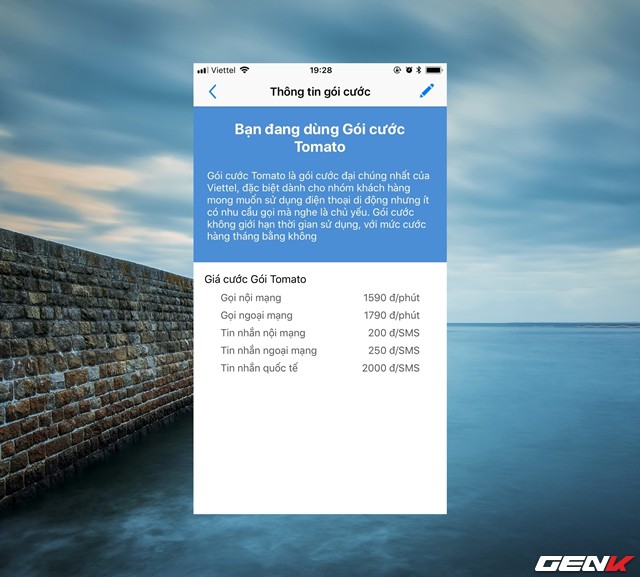 Viettel 19:28
Thông tin gói cước
Bạn đang dùng Gói cước
Tomato
Gói cước Tomato là gói cước đại chúng nhất của
Viettel, đặc biệt dành cho nhóm khách hàng
mong muốn sử dụng điện thoại di động nhưng ít
có nhu cầu gọi mà nghe là chủ yếu. Gói cước
không giới hạn thời gian sử dụng, với mức cước
hàng tháng bằng không
Giá cước Gói Tomato
Gọi nội mạng 1590 đ/phút
Gọi ngoại mạng 1790 đ/phút
Tin nhắn nội mạng 200 đ/SMS
Tin nhắn ngoại mạng 250 đ/SMS
Tin nhắn quốc tế 2000 đ/SMS
GENK